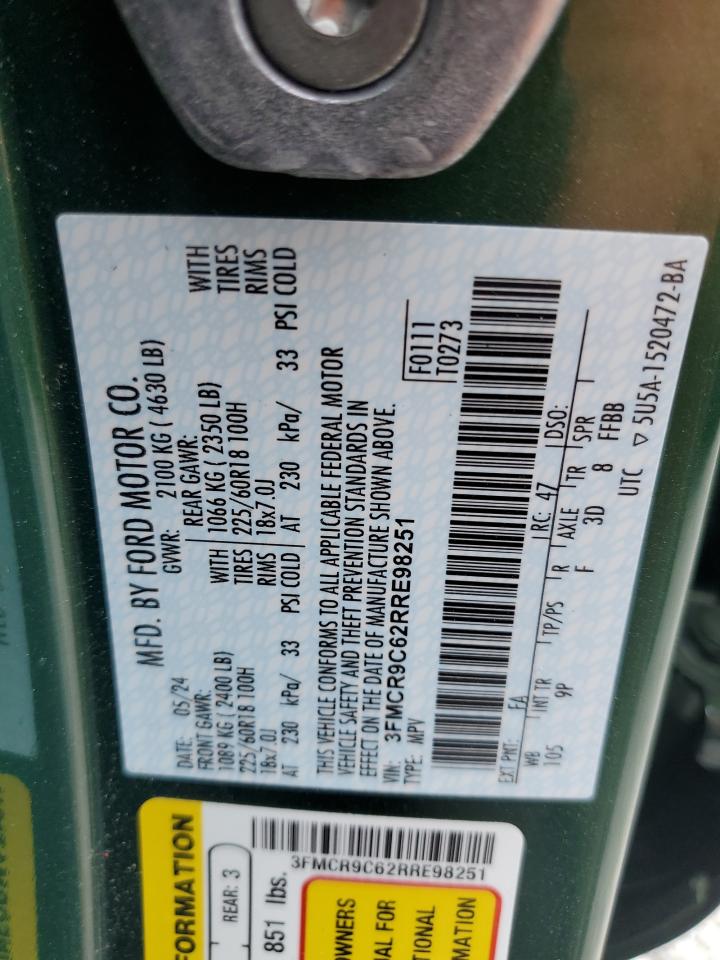 MFD. BY FORD MOTOR CO.
DATE: 05/24 GVWR: 2100 KG ( 4630 LB)
FRONT GAWR: REAR GAWR:
1089 KG ( 2400 LB) WITH 1066 KG ( 2350 LB) WITH
225/60R18 100H TIRES 225/60R18 100H TIRES
18x7.0J RIMS 18x7.0J RIMS
AT 230 kPa/ 33 PSI COLD AT 230 kPa/ 33 PSI COLD
THIS VEHICLE CONFORMS TO ALL APPLICABLE FEDERAL MOTOR
VEHICLE SAFETY AND THEFT PREVENTION STANDARDS IN
EFFECT ON THE DATE OF MANUFACTURE SHOWN ABOVE.
VIN: 3FMCR9C62RRE98251
TYPE: MPV
F0111
T0273
EXT PNT: FA RC: 47 DSO:
WB INT TR TP/PS R AXLE TR SPR
105 9P F 3D 8 FFBB
UTC ▽ 5U5A-1520472-BA
FORMATION
REAR: 3
851 lbs.
3FMCR9C62RRE98251
OWNERS
AL FOR
TIONAL
MATION